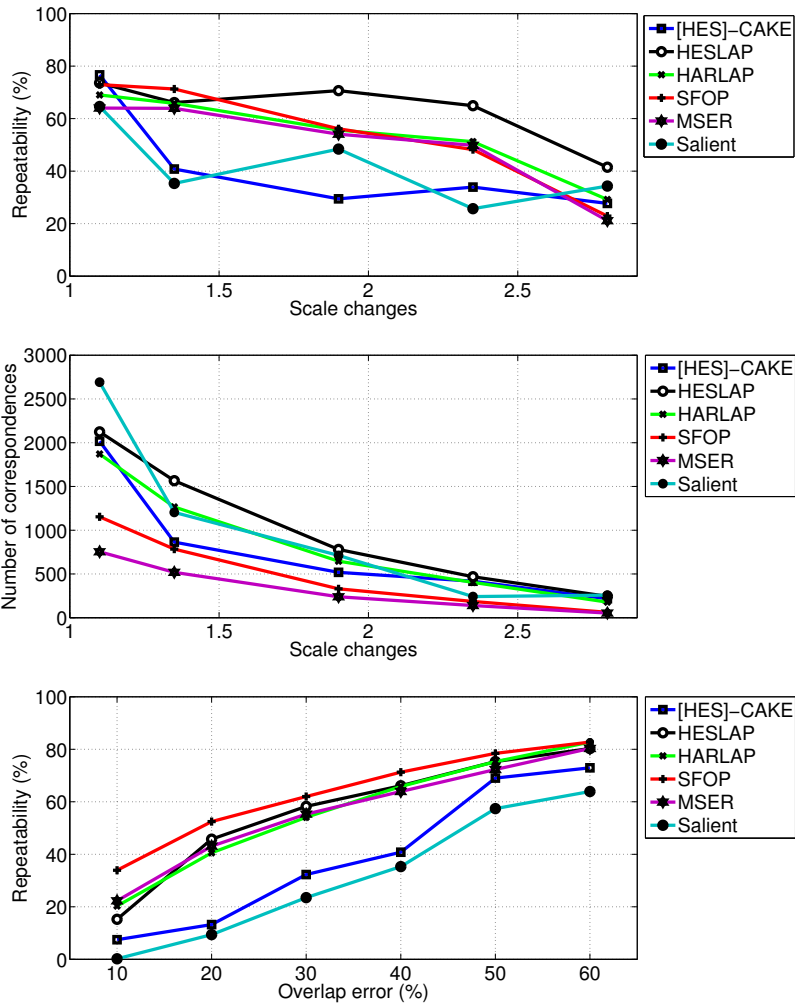 100
80
60
40
20
0
Repeatability (%)
1
1.5
2
2.5
Scale changes
[HES]−CAKE
HESLAP
HARLAP
SFOP
MSER
Salient
3000
2500
2000
1500
1000
500
0
Number of correspondences
1
1.5
2
2.5
Scale changes
[HES]−CAKE
HESLAP
HARLAP
SFOP
MSER
Salient
100
80
60
40
20
0
Repeatability (%)
10
20
30
40
50
60
Overlap error (%)
[HES]−CAKE
HESLAP
HARLAP
SFOP
MSER
Salient